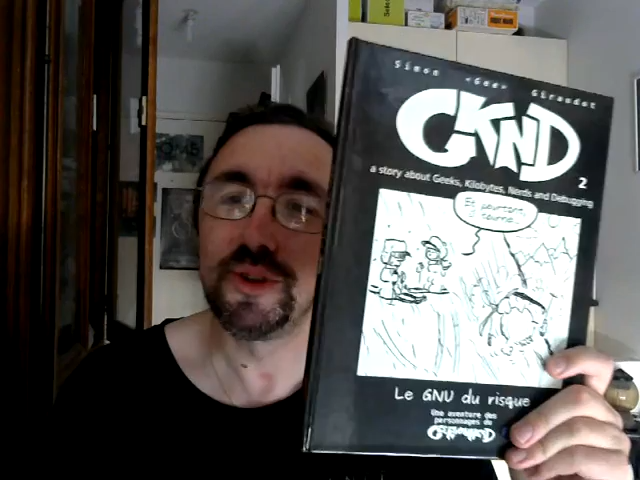 Simon «Gee» Giraudot
GKND
2
a story about Geeks, Kilobytes, Nerds and Debugging
Et pourtant,
il tourne.
Le GNU du risque
Une aventure des
personnages du